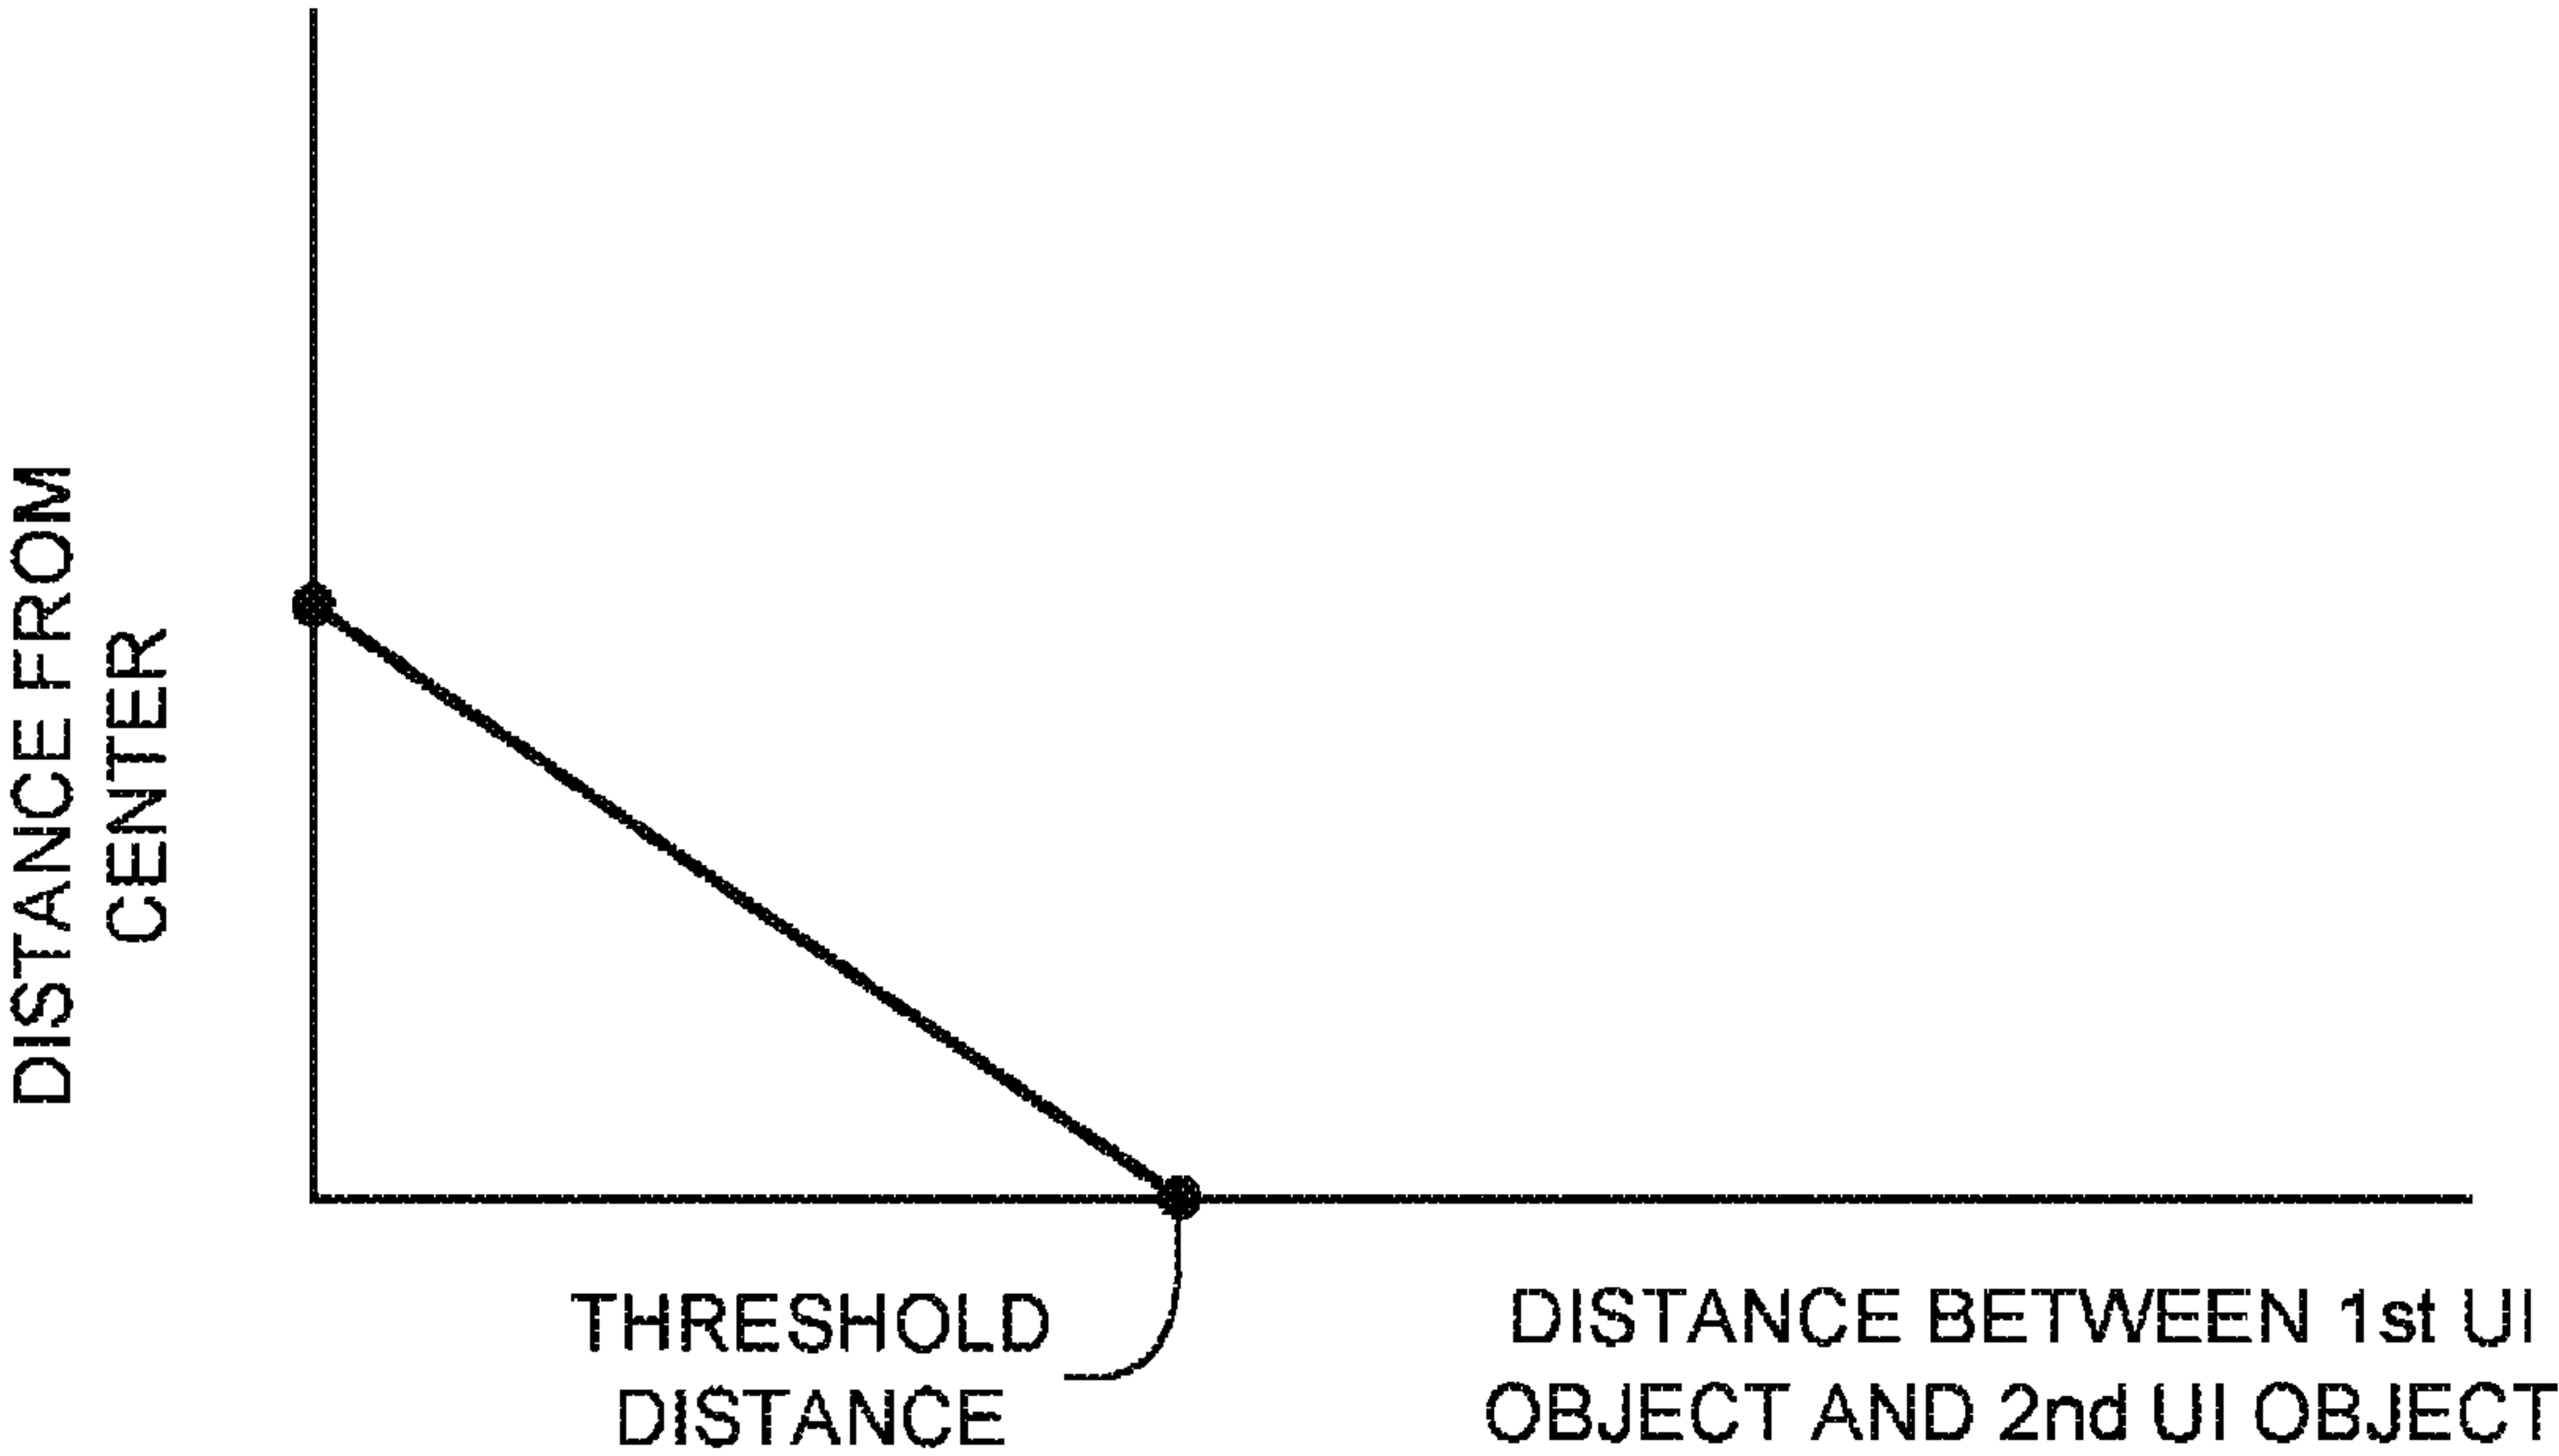 DISTANCE FROM
CENTER
THRESHOLD
DISTANCE
DISTANCE BETWEEN 1st UI
OBJECT AND 2nd UI OBJECT